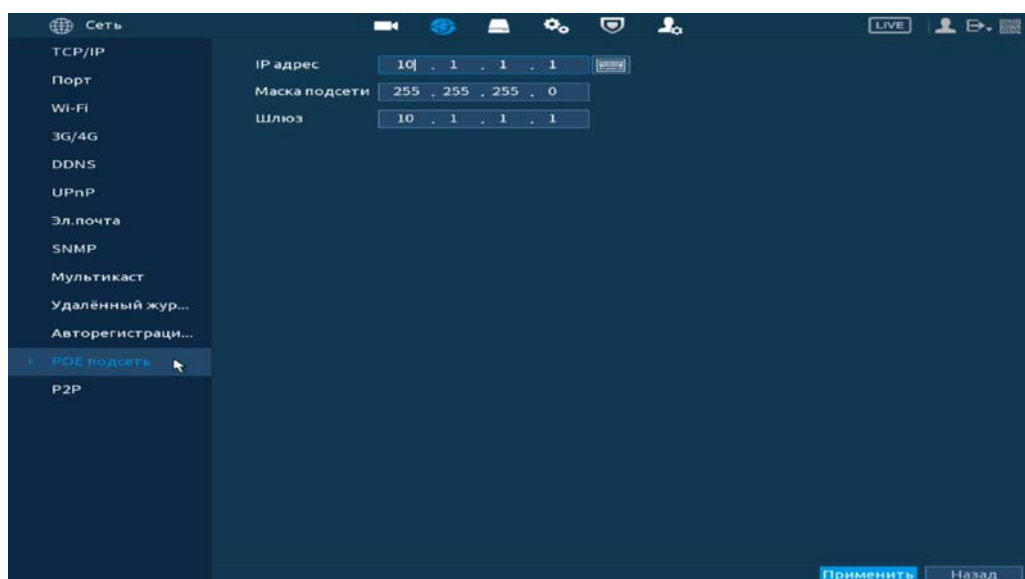 Сеть
LIVE
TCP/IP
Порт
Wi-Fi
3G/4G
DDNS
UPnP
Эл.почта
SNMP
Мультикаст
Удалённый жур...
Авторегистраци...
POE подсеть
P2P
IP адрес 10 . 1 . 1 . 1
Маска подсети 255 . 255 . 255 . 0
Шлюз 10 . 1 . 1 . 1
Применить Назад